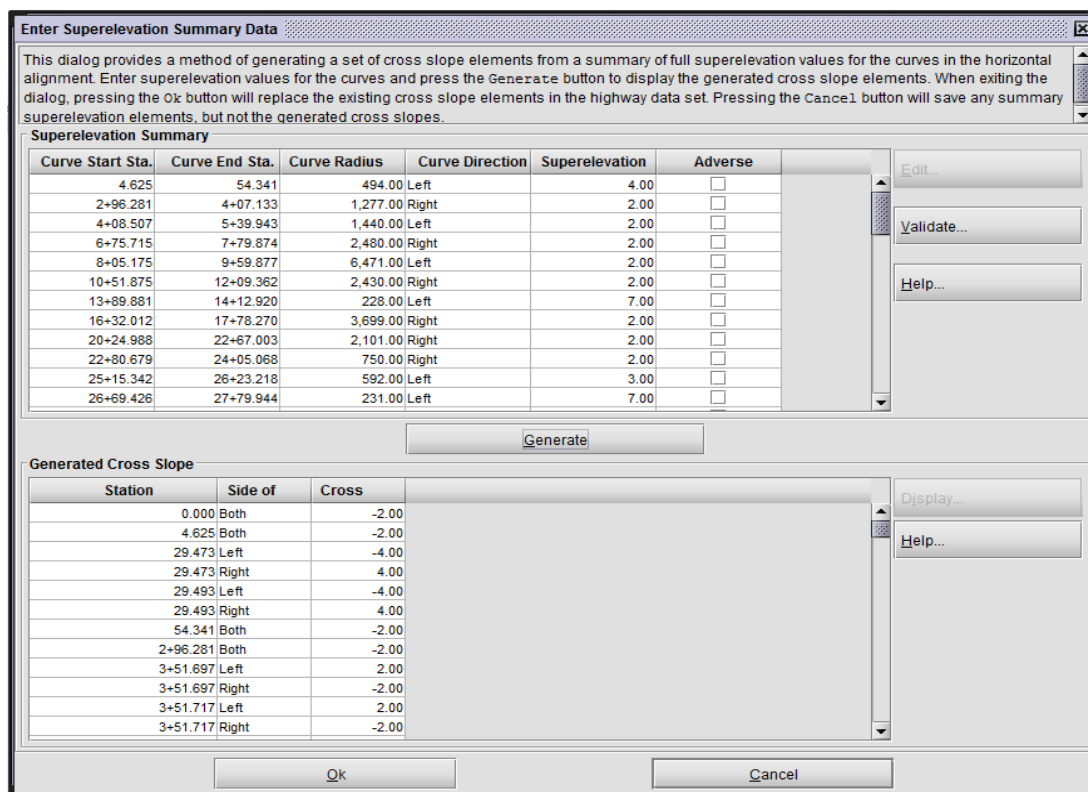 Enter Superelevation Summary Data
This dialog provides a method of generating a set of cross slope elements from a summary of full superelevation values for the curves in the horizontal
alignment. Enter superelevation values for the curves and press the Generate button to display the generated cross slope elements. When exiting the
dialog, pressing the Ok button will replace the existing cross slope elements in the highway data set. Pressing the Cancel button will save any summary
superelevation elements, but not the generated cross slopes.
Superelevation Summary
Curve Start Sta. Curve End Sta. Curve Radius Curve Direction Superelevation Adverse
4.625 54.341 494.00 Left 4.00
2+96.281 4+07.133 1,277.00 Right 2.00
4+08.507 5+39.943 1,440.00 Left 2.00
6+75.715 7+79.874 2,480.00 Right 2.00
8+05.175 9+59.877 6,471.00 Left 2.00
10+51.875 12+09.362 2,430.00 Right 2.00
13+89.881 14+12.920 228.00 Left 7.00
16+32.012 17+78.270 3,699.00 Right 2.00
20+24.988 22+67.003 2,101.00 Right 2.00
22+80.679 24+05.068 750.00 Right 2.00
25+15.342 26+23.218 592.00 Left 3.00
26+69.426 27+79.944 231.00 Left 7.00
Edit...
Validate...
Help...
Generate
Generated Cross Slope
Station Side of Cross
0.000 Both -2.00
4.625 Both -2.00
29.473 Left -4.00
29.473 Right 4.00
29.493 Left -4.00
29.493 Right 4.00
54.341 Both -2.00
2+96.281 Both -2.00
3+51.697 Left 2.00
3+51.697 Right -2.00
3+51.717 Left 2.00
3+51.717 Right -2.00
Display...
Help...
Ok Cancel